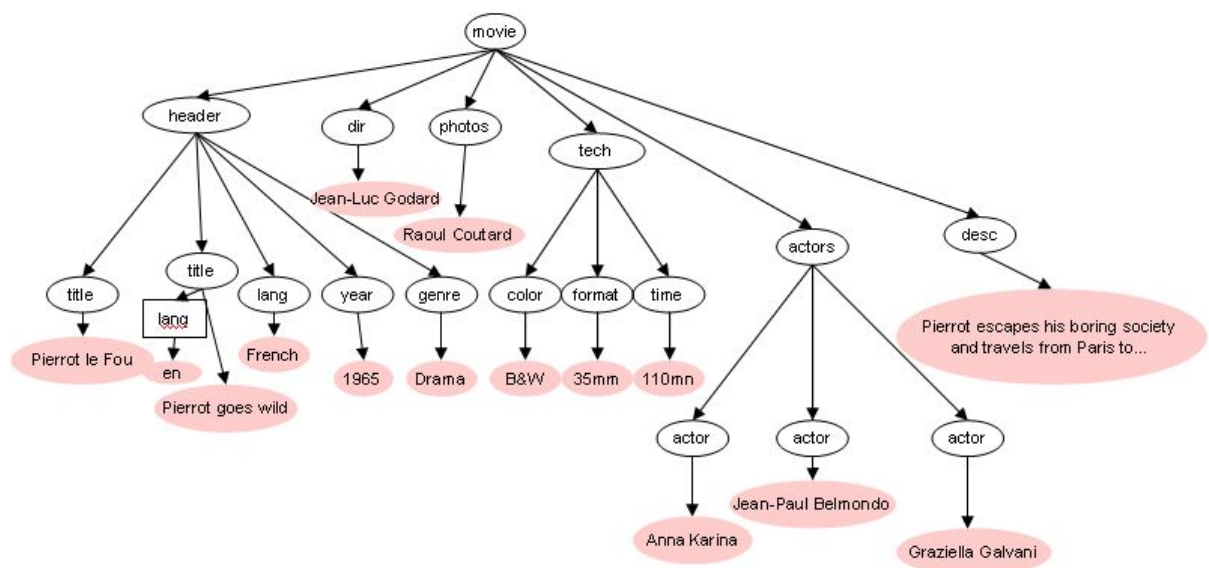 movie
header
dir
photos
tech
Jean-Luc Godard
Raoul Coutard
actors
desc
title
title
lang
year
genre
color
format
time
lang
Pierrot le Fou
en
French
1965
Drama
B&W
35mm
110mn
Pierrot escapes his boring society
and travels from Paris to...
Pierrot goes wild
actor
actor
actor
Jean-Paul Belmondo
Anna Karina
Graziella Galvani